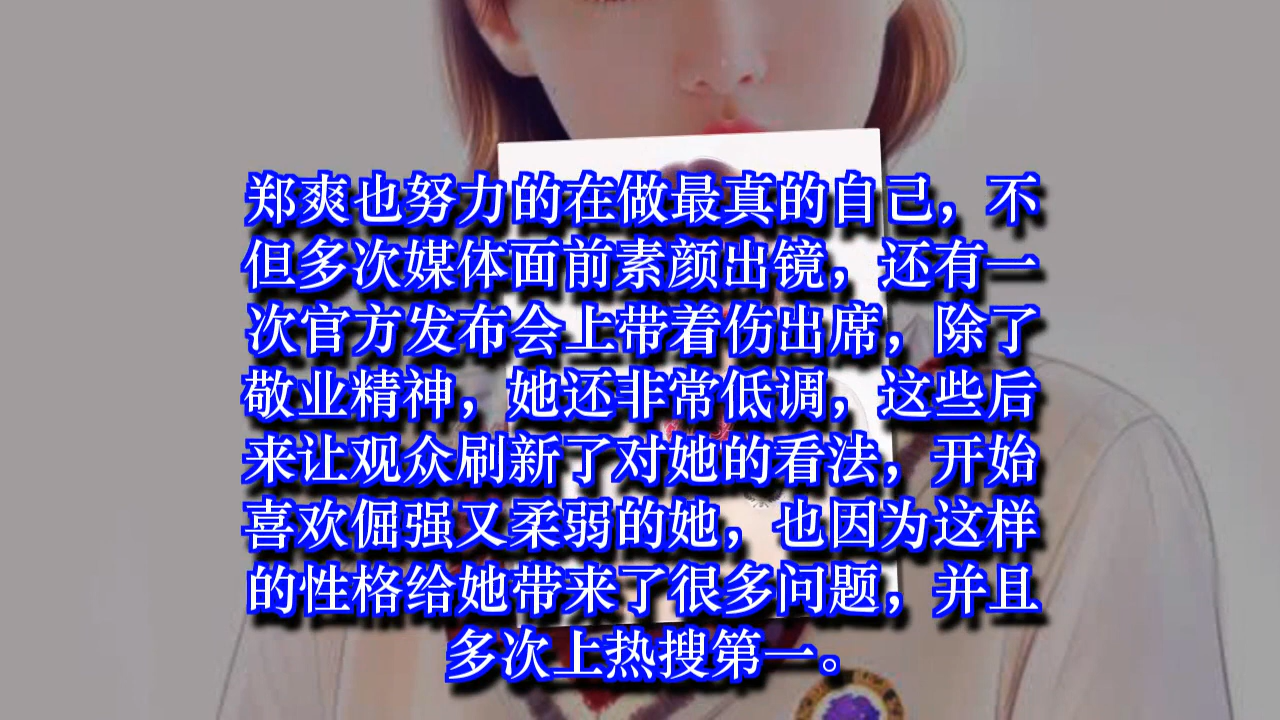 郑爽也努力的在做最真的自己，不
但多次媒体面前素颜出镜，还有一
次官方发布会上带着伤出席，除了
敬业精神，她还非常低调，这些后
来让观众刷新了对她的看法，开始
喜欢倔强又柔弱的她，也因为这样
的性格给她带来了很多问题，并且
多次上热搜第一。